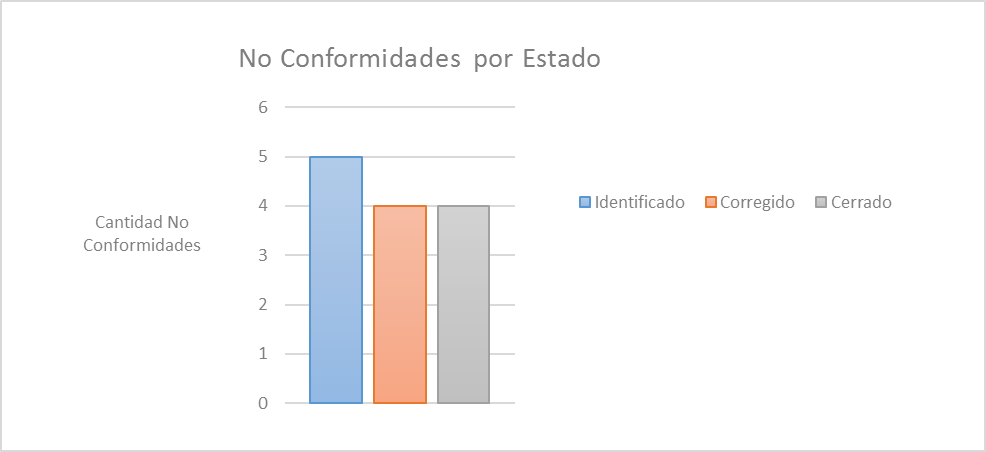 No Conformidades por Estado
6
5
4
3
2
1
0
Cantidad No
Conformidades
Identificado
Corregido
Cerrado